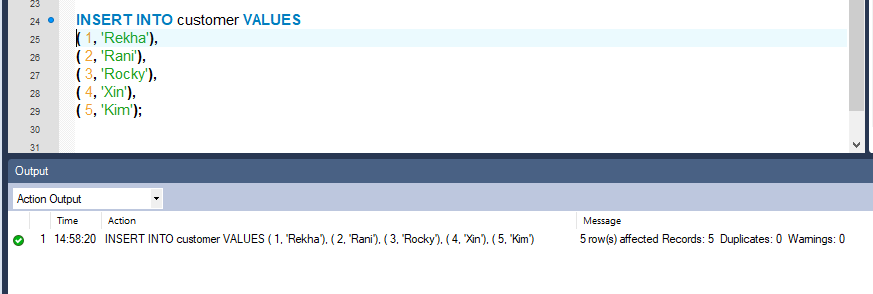 23
24 INSERT INTO customer VALUES
25 ( 1, 'Rekha'),
26 ( 2, 'Rani'),
27 ( 3, 'Rocky'),
28 ( 4, 'Xin'),
29 ( 5, 'Kim');
30
31
Output
Action Output
Time Action Message
1 14:58:20 INSERT INTO customer VALUES ( 1, 'Rekha'), ( 2, 'Rani'), ( 3, 'Rocky'), ( 4, 'Xin'), ( 5, 'Kim') 5 row(s) affected Records: 5 Duplicates: 0 Warnings: 0